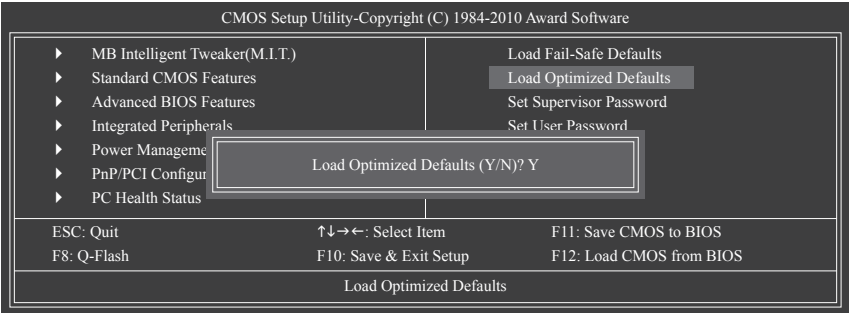 CMOS Setup Utility-Copyright (C) 1984-2010 Award Software
MB Intelligent Tweaker(M.I.T.)
Standard CMOS Features
Advanced BIOS Features
Integrated Peripherals
Power Manageme
PnP/PCI Configur
PC Health Status
Load Fail-Safe Defaults
Load Optimized Defaults
Set Supervisor Password
Set User Password
Load Optimized Defaults (Y/N)? Y
ESC: Quit ↑↓→←: Select Item F11: Save CMOS to BIOS
F8: Q-Flash F10: Save & Exit Setup F12: Load CMOS from BIOS
Load Optimized Defaults